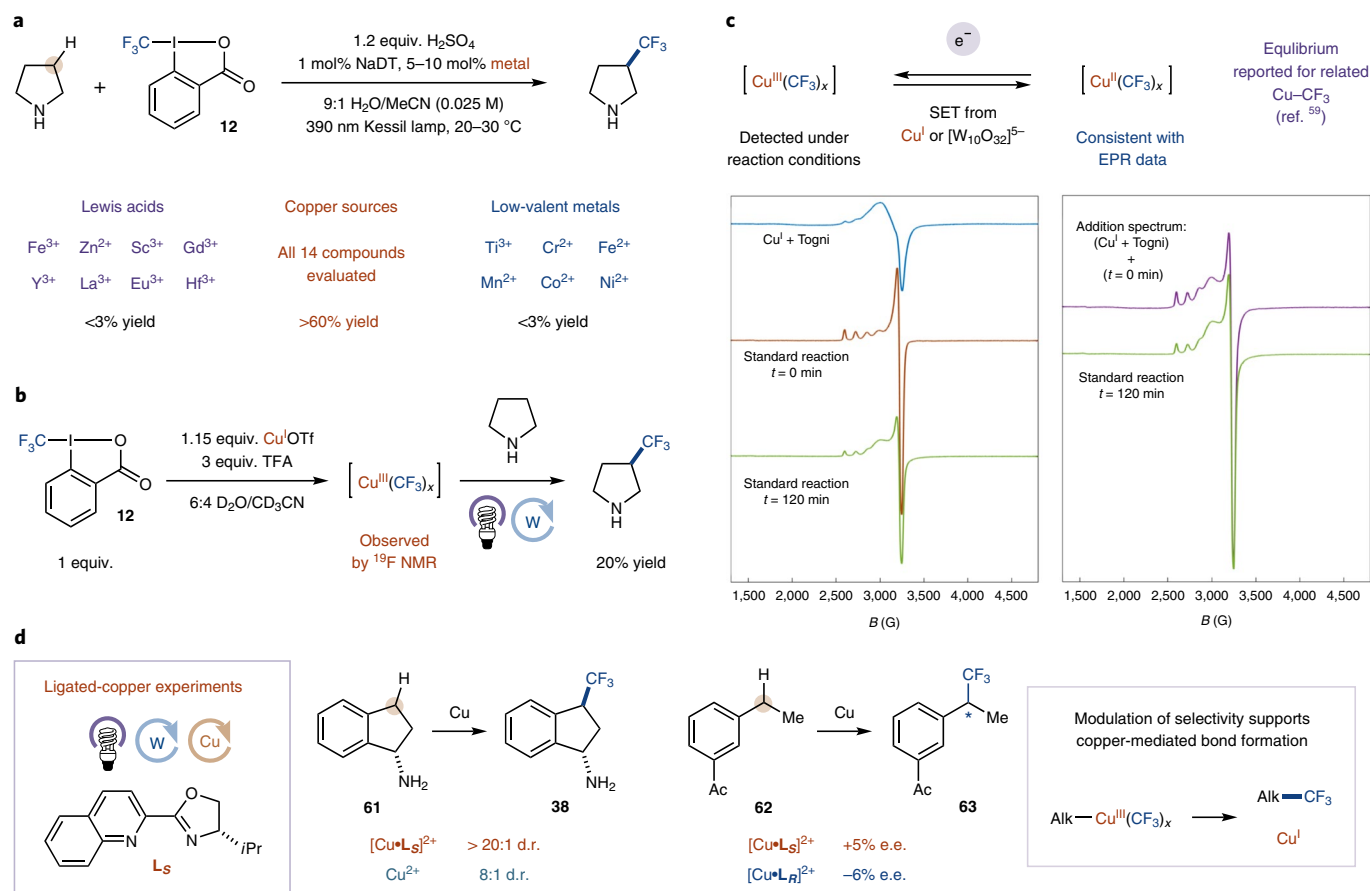 a
H
N
H
+
F₃C
I
O
O
12
1.2 equiv. H₂SO₄
1 mol% NaDT, 5–10 mol% metal
9:1 H₂O/MeCN (0.025 M)
390 nm Kessil lamp, 20–30 °C
CF₃
N
H
Lewis acids
Fe³⁺ Zn²⁺ Sc³⁺ Gd³⁺
Y³⁺ La³⁺ Eu³⁺ Hf³⁺
<3% yield
Copper sources
All 14 compounds
evaluated
>60% yield
Low-valent metals
Ti³⁺ Cr²⁺ Fe²⁺
Mn²⁺ Co²⁺ Ni²⁺
<3% yield
b
F₃C
I
O
O
12
1 equiv.
1.15 equiv. CuᴵOTf
3 equiv. TFA
6:4 D₂O/CD₃CN
[Cuᴵᴵᴵ(CF₃)ₓ]
Observed
by ¹⁹F NMR
N
H
W
CF₃
N
H
20% yield
c
e⁻
[Cuᴵᴵᴵ(CF₃)ₓ]
Detected under
reaction conditions
SET from
Cuᴵ or [W₁₀O₃₂]⁵⁻
[Cuᴵᴵ(CF₃)ₓ]
Consistent with
EPR data
Equlibrium
reported for related
Cu–CF₃
(ref. ⁵⁹)
Cuᴵ + Togni
Standard reaction
t = 0 min
Standard reaction
t = 120 min
1,500 2,000 2,500 3,000 3,500 4,000 4,500
B (G)
Addition spectrum:
(Cuᴵ + Togni)
+
(t = 0 min)
Standard reaction
t = 120 min
1,500 2,000 2,500 3,000 3,500 4,000 4,500
B (G)
d
Ligated-copper experiments
W
Cu
O
N
N
iPr
L_S
H
NH₂
61
Cu
CF₃
NH₂
38
[Cu•L_S]²⁺ > 20:1 d.r.
Cu²⁺ 8:1 d.r.
H
Me
Ac
62
Cu
CF₃
*
Me
Ac
63
[Cu•L_S]²⁺ +5% e.e.
[Cu•L_R]²⁺ –6% e.e.
Modulation of selectivity supports
copper-mediated bond formation
Alk—Cuᴵᴵᴵ(CF₃)ₓ
Alk—CF₃
Cuᴵ